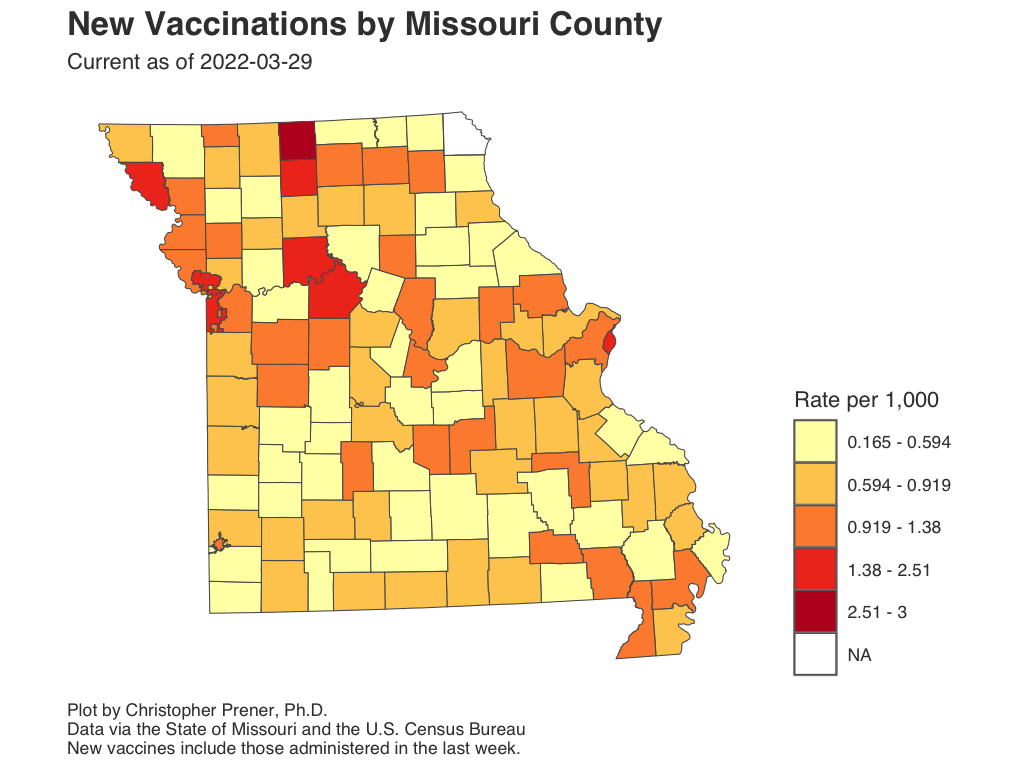 New Vaccinations by Missouri County
Current as of 2022-03-29
Rate per 1,000
0.165 - 0.594
0.594 - 0.919
0.919 - 1.38
1.38 - 2.51
2.51 - 3
NA
Plot by Christopher Prener, Ph.D.
Data via the State of Missouri and the U.S. Census Bureau
New vaccines include those administered in the last week.